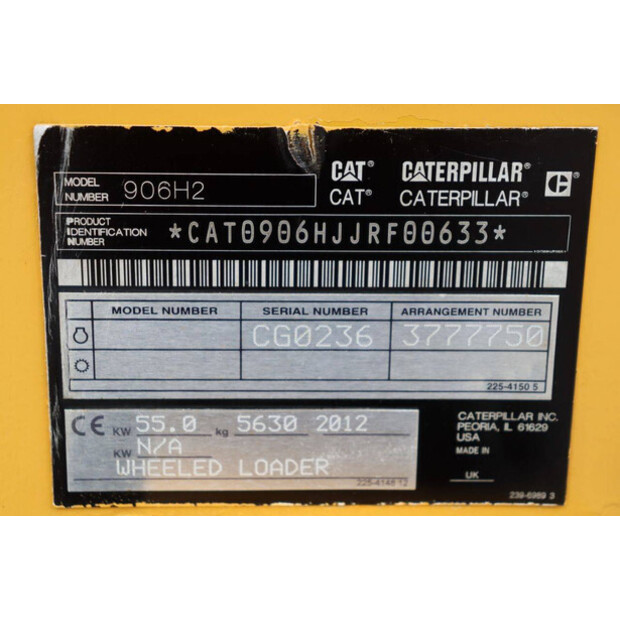 CAT® CATERPILLAR®
CAT® CATERPILLAR®
MODEL NUMBER 906H2
PRODUCT IDENTIFICATION NUMBER *CAT0906HJJRF00633*
MODEL NUMBER SERIAL NUMBER ARRANGEMENT NUMBER
CG0236 3777750
225-4150 5
CE KW 55.0 kg 5630 2012
KW N/A
WHEELED LOADER
225-4148 12
CATERPILLAR INC.
PEORIA, IL 61629
USA
MADE IN
UK
239-6969 3